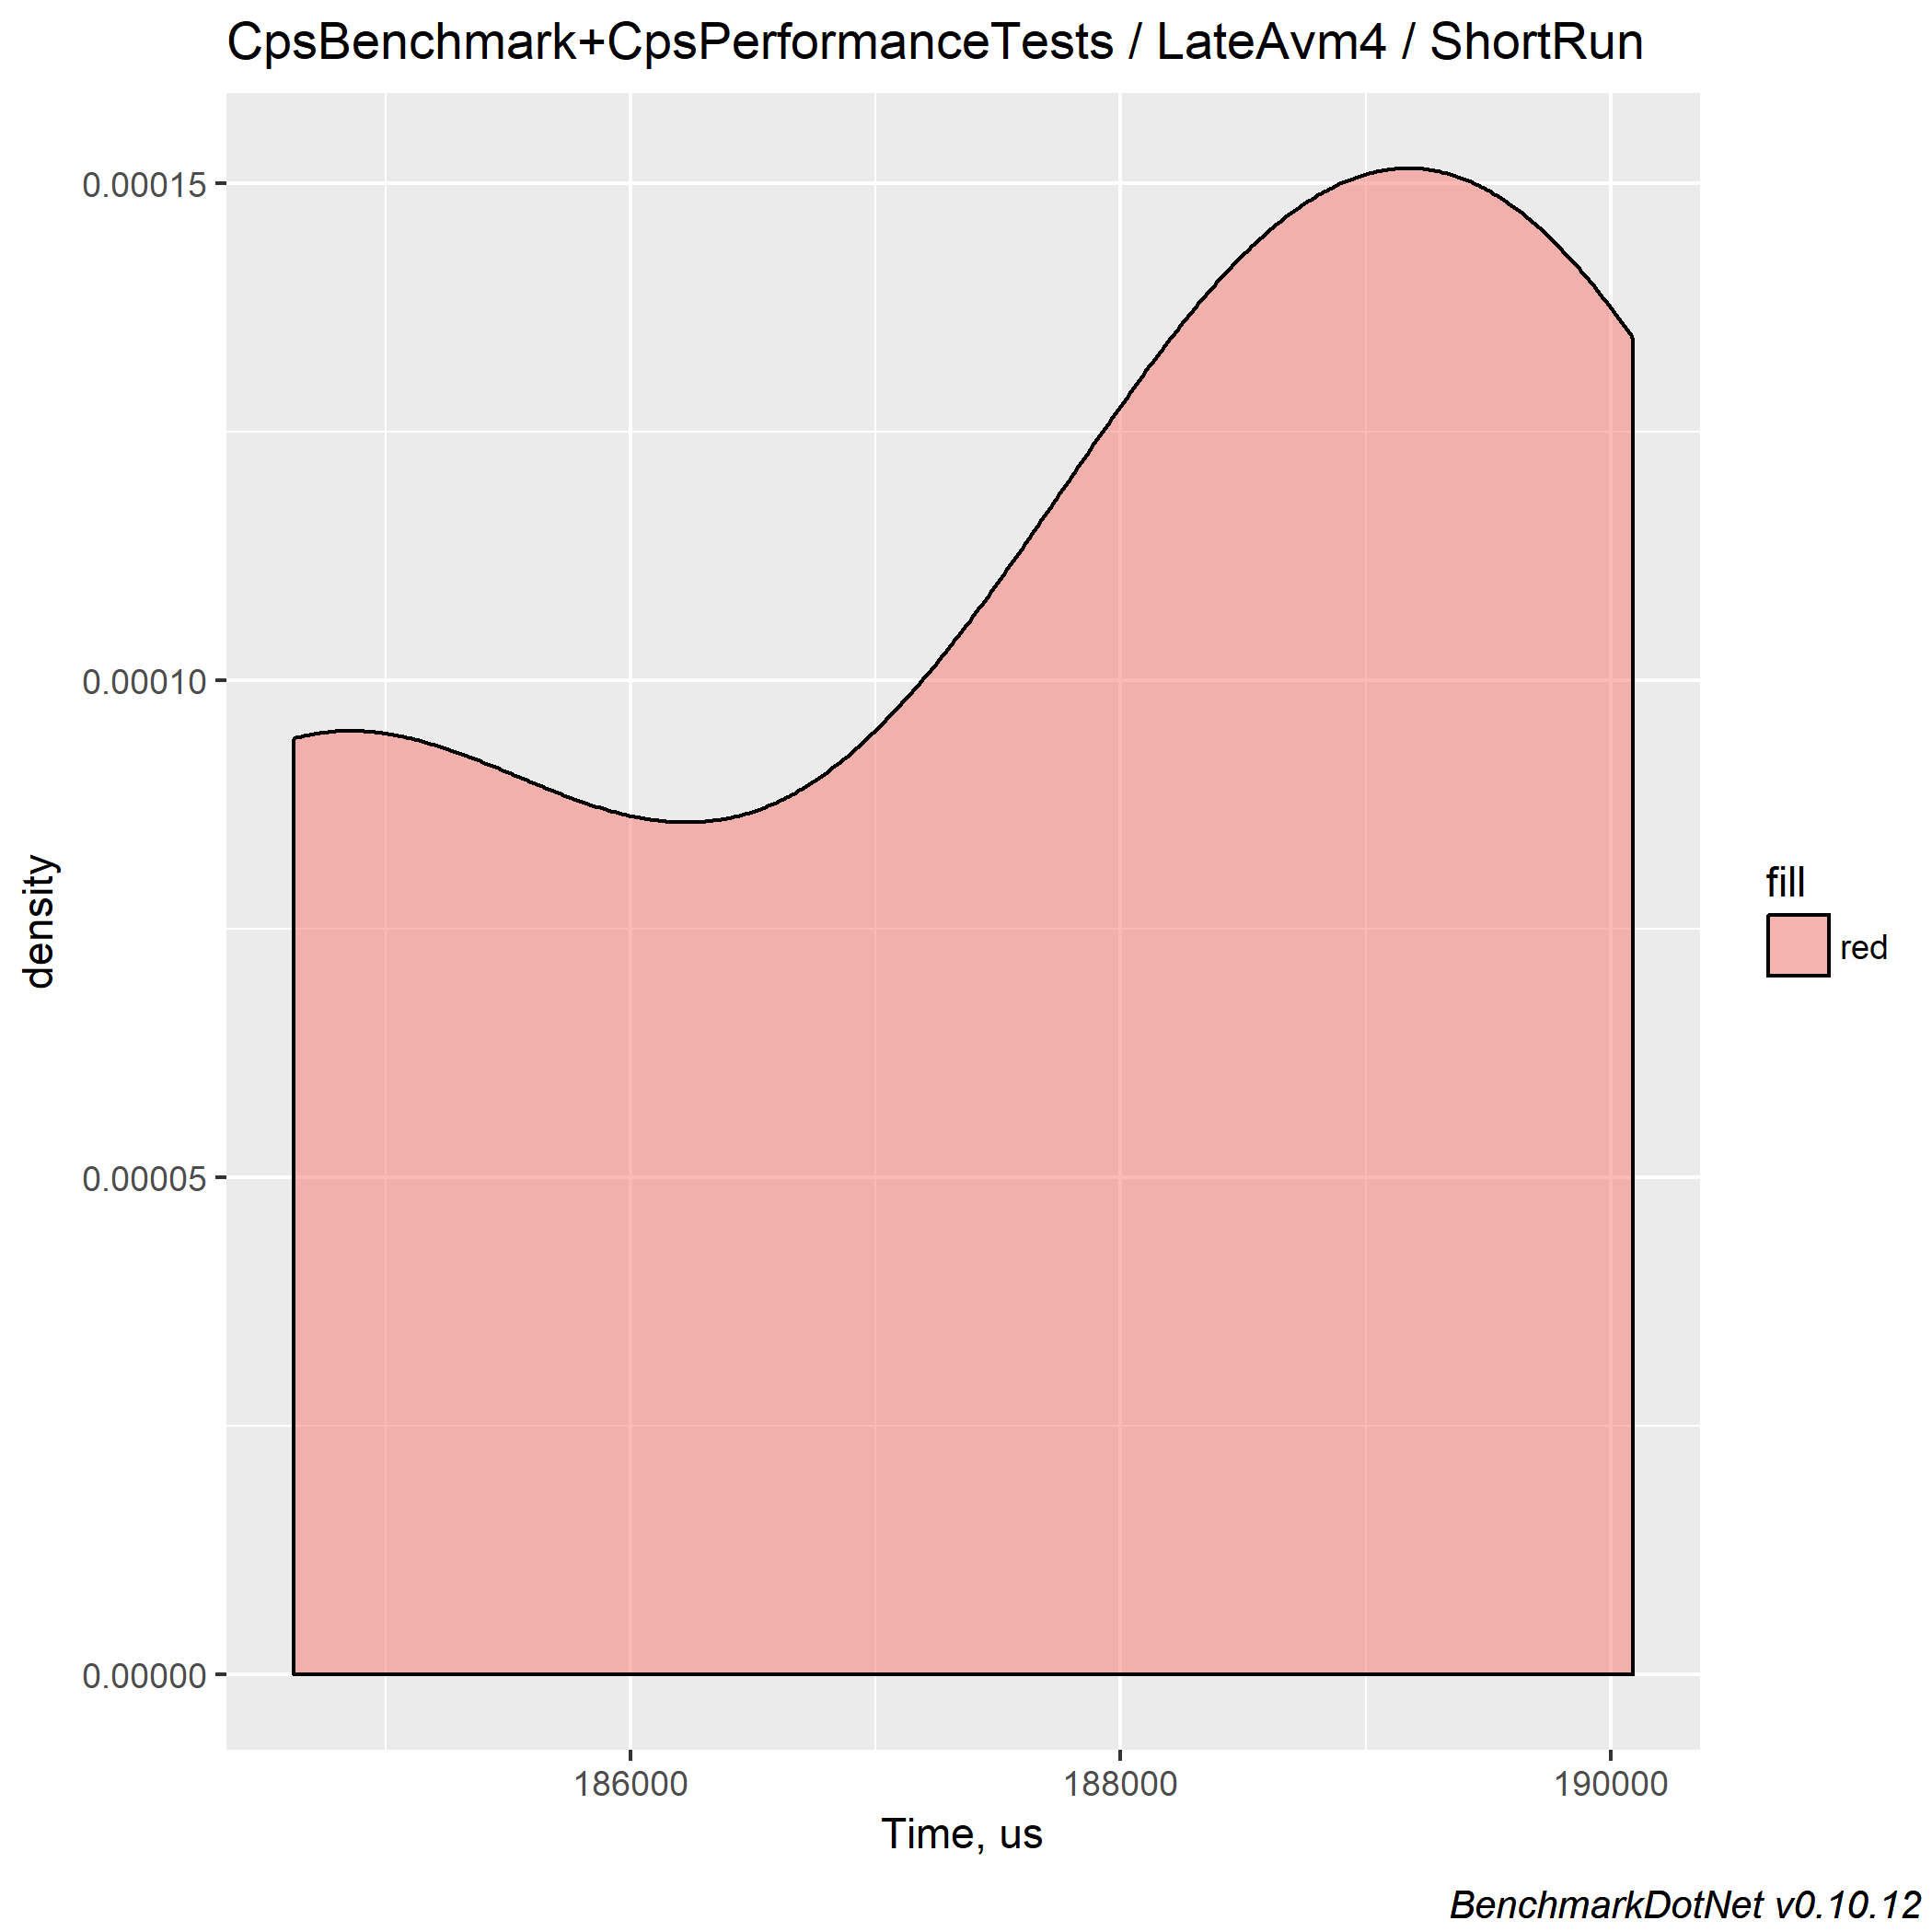 CpsBenchmark+CpsPerformanceTests / LateAvm4 / ShortRun
0.00015
0.00010
0.00005
0.00000
density
186000 188000 190000
Time, us
fill
red
BenchmarkDotNet v0.10.12